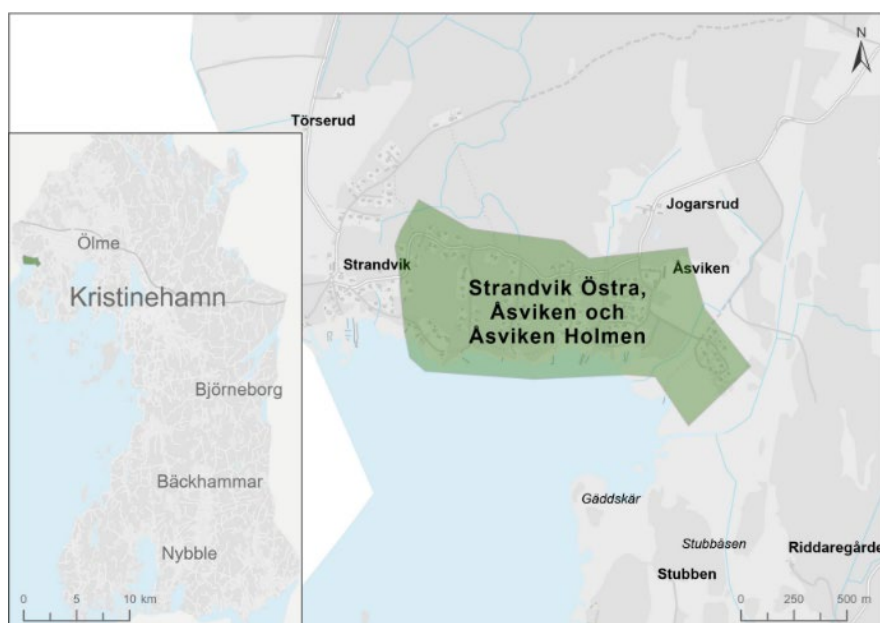 N
Törserud
Jogarsrud
Strandvik
Åsviken
Strandvik Östra,
Åsviken och
Åsviken Holmen
Gäddskär
Stubbåsen
Riddaregårde
Stubben
0 250 500 m
Ölme
Kristinehamn
Björneborg
Bäckhammar
Nybble
0 5 10 km